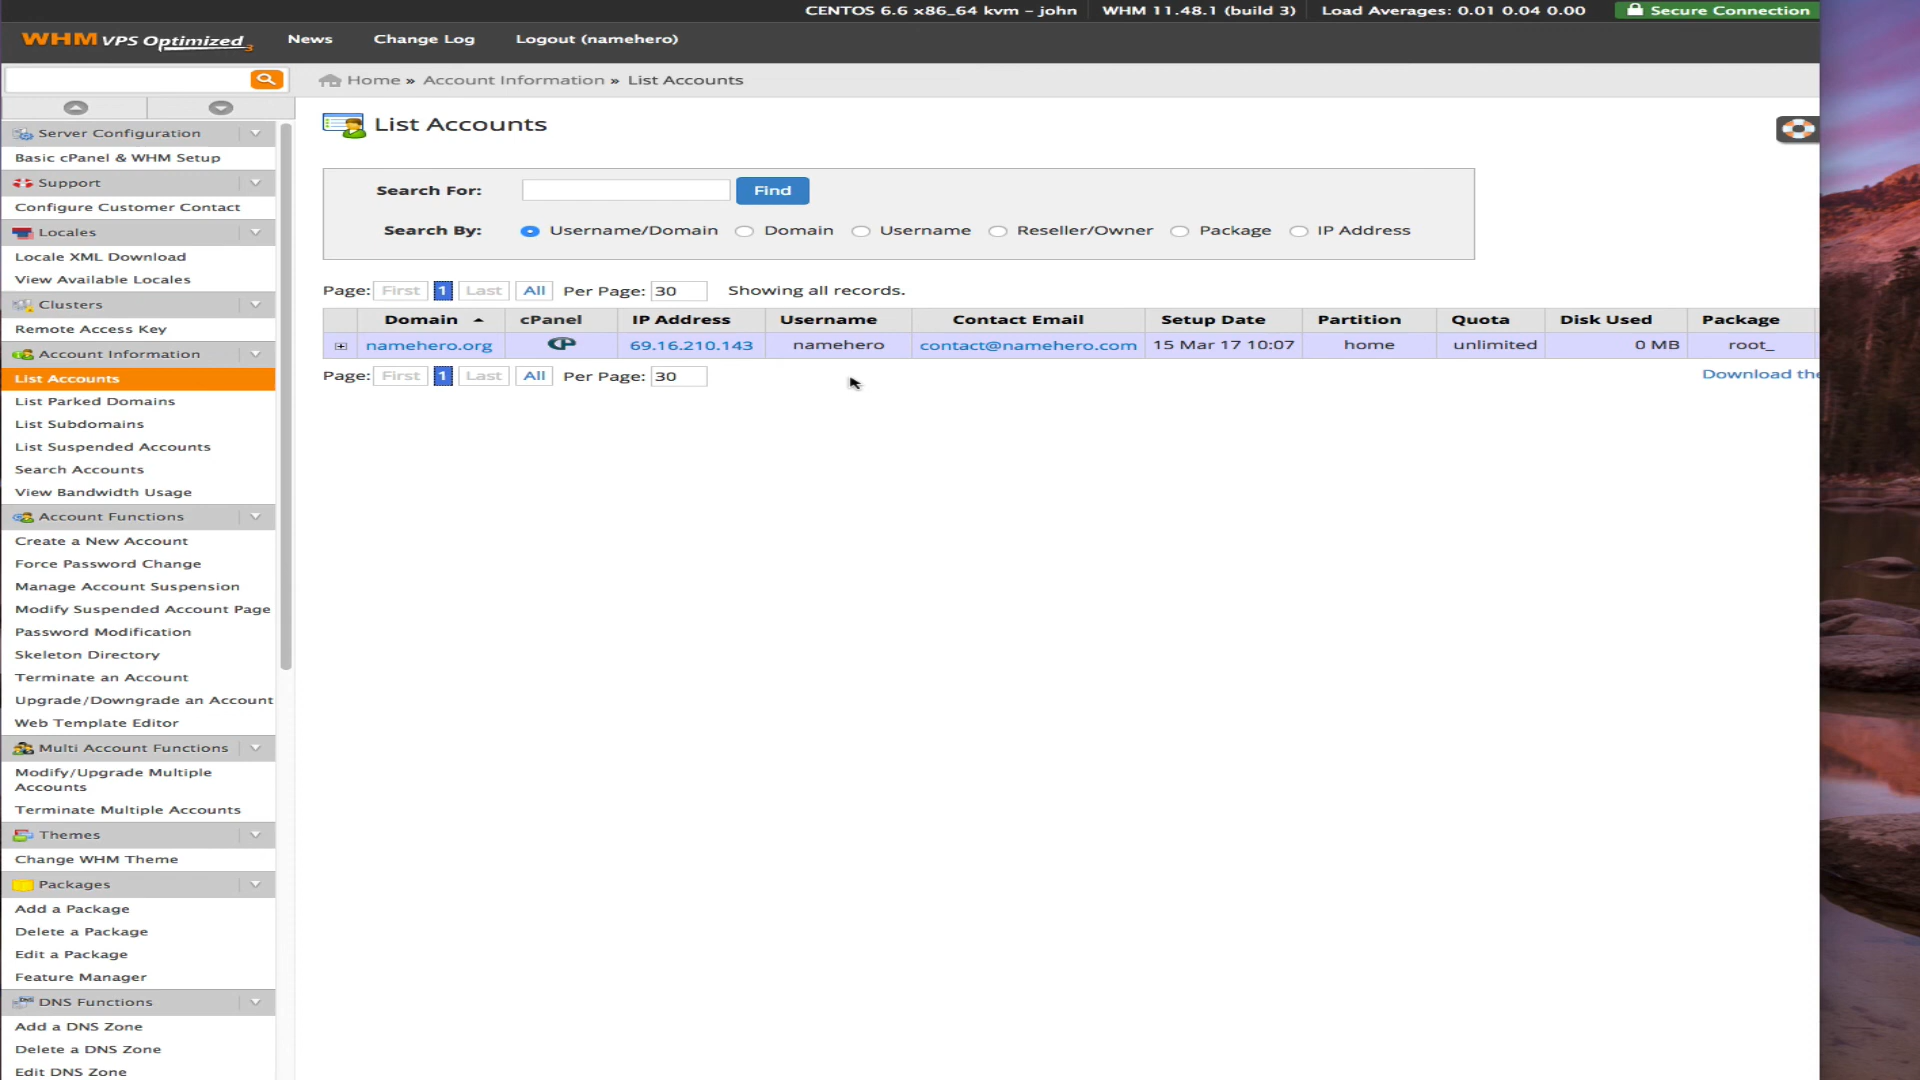 CENTOS 6.6 x86_64 kvm – john WHM 11.48.1 (build 3) Load Averages: 0.01 0.04 0.00 Secure Connection
WHM VPS Optimized 3 News Change Log Logout (namehero)
Home » Account Information » List Accounts
List Accounts
Server Configuration
Basic cPanel & WHM Setup
Support
Configure Customer Contact
Locales
Locale XML Download
View Available Locales
Clusters
Remote Access Key
Account Information
List Accounts
List Parked Domains
List Subdomains
List Suspended Accounts
Search Accounts
View Bandwidth Usage
Account Functions
Create a New Account
Force Password Change
Manage Account Suspension
Modify Suspended Account Page
Password Modification
Skeleton Directory
Terminate an Account
Upgrade/Downgrade an Account
Web Template Editor
Multi Account Functions
Modify/Upgrade Multiple
Accounts
Terminate Multiple Accounts
Themes
Change WHM Theme
Packages
Add a Package
Delete a Package
Edit a Package
Feature Manager
DNS Functions
Add a DNS Zone
Delete a DNS Zone
Edit DNS Zone
Search For: Find
Search By: Username/Domain Domain Username Reseller/Owner Package IP Address
Page: First 1 Last All Per Page: 30 Showing all records.
Domain cPanel IP Address Username Contact Email Setup Date Partition Quota Disk Used Package
namehero.org cP 69.16.210.143 namehero contact@namehero.com 15 Mar 17 10:07 home unlimited 0 MB root_
Page: First 1 Last All Per Page: 30
Download the